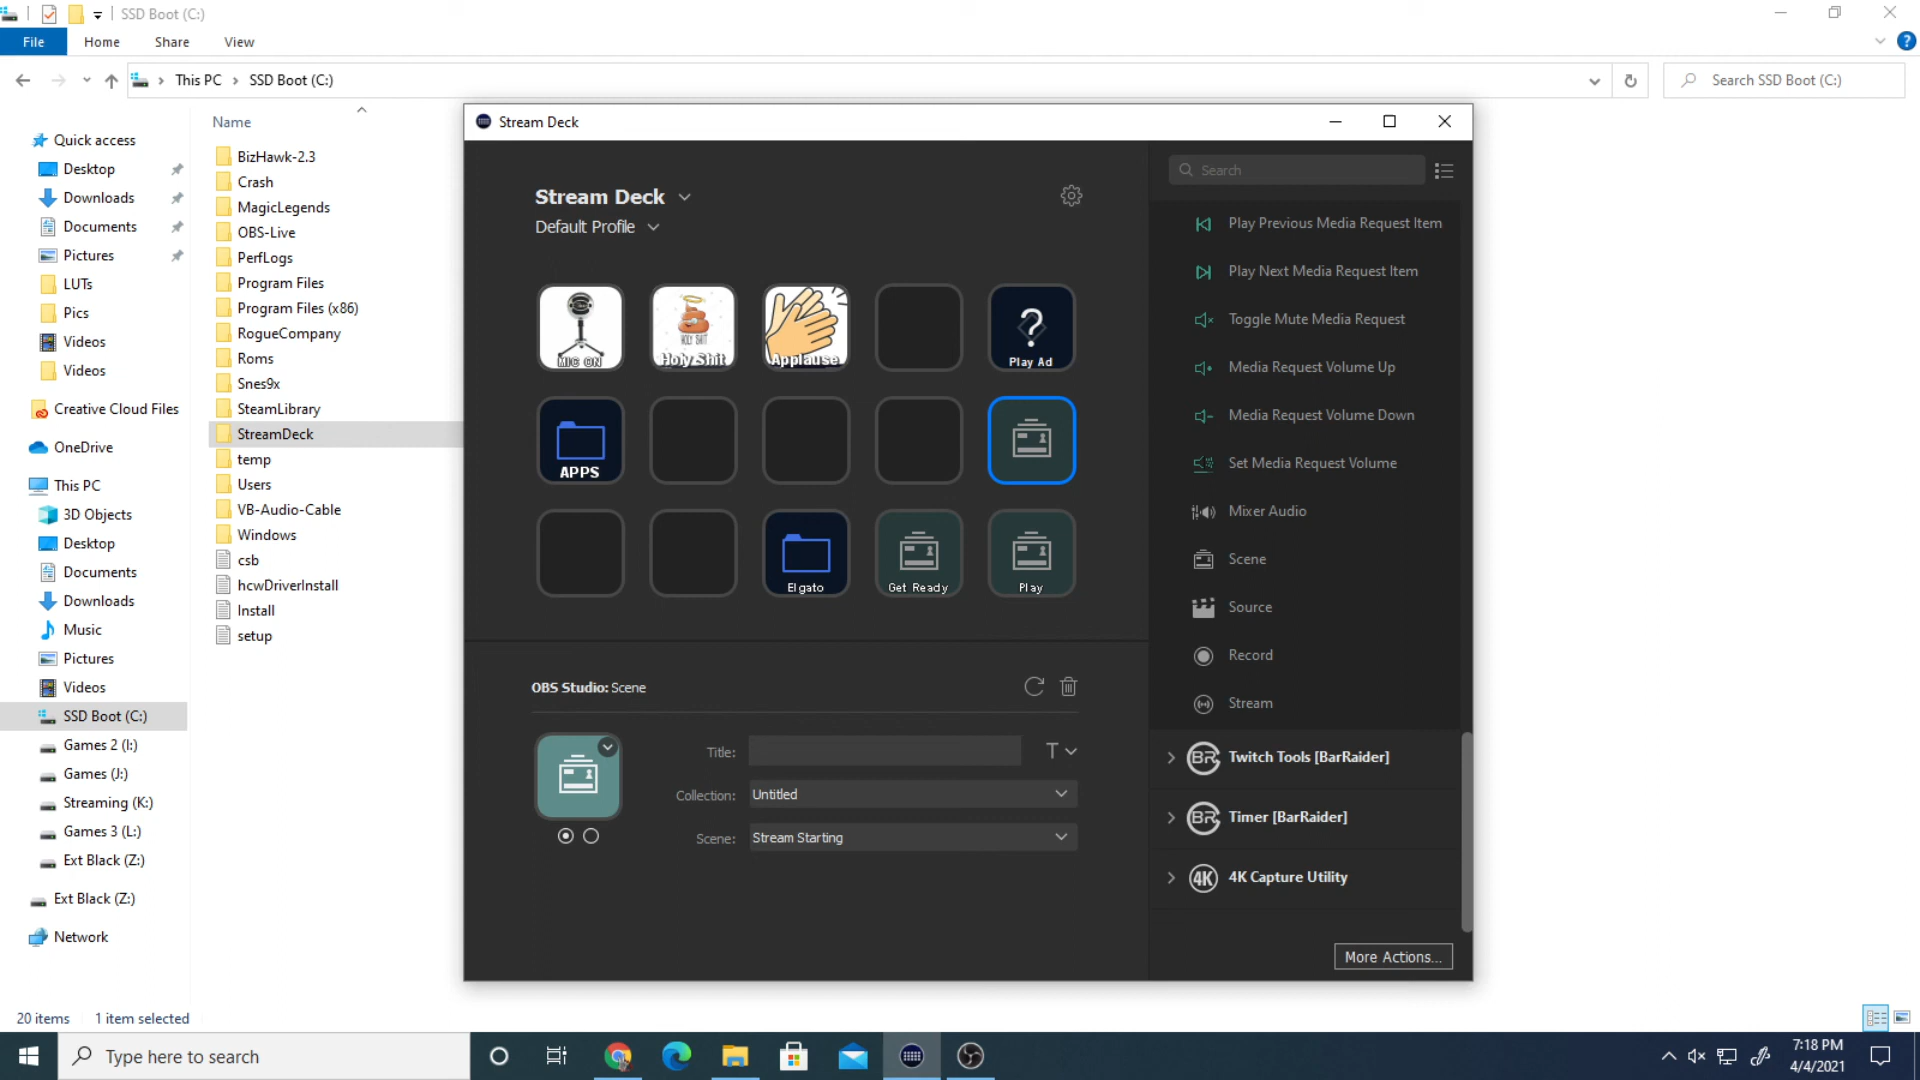 SSD Boot (C:)
File Home Share View
This PC > SSD Boot (C:)
Search SSD Boot (C:)
Quick access
Desktop
Downloads
Documents
Pictures
LUTs
Pics
Videos
Videos
Creative Cloud Files
OneDrive
This PC
3D Objects
Desktop
Documents
Downloads
Music
Pictures
Videos
SSD Boot (C:)
Games 2 (I:)
Games (J:)
Streaming (K:)
Games 3 (L:)
Ext Black (Z:)
Ext Black (Z:)
Network
Name
BizHawk-2.3
Crash
MagicLegends
OBS-Live
PerfLogs
Program Files
Program Files (x86)
RogueCompany
Roms
Snes9x
SteamLibrary
StreamDeck
temp
Users
VB-Audio-Cable
Windows
csb
hcwDriverInstall
Install
setup
20 items 1 item selected
Stream Deck
Stream Deck
Default Profile
MIC ON
HOLY SHIT
Holy Shit
Applause
?
Play Ad
APPS
Elgato
Get Ready
Play
OBS Studio: Scene
Title:
T
Collection: Untitled
Scene: Stream Starting
Search
Play Previous Media Request Item
Play Next Media Request Item
Toggle Mute Media Request
Media Request Volume Up
Media Request Volume Down
Set Media Request Volume
Mixer Audio
Scene
Source
Record
Stream
BR Twitch Tools [BarRaider]
BR Timer [BarRaider]
4K 4K Capture Utility
More Actions...
Type here to search
7:18 PM
4/4/2021